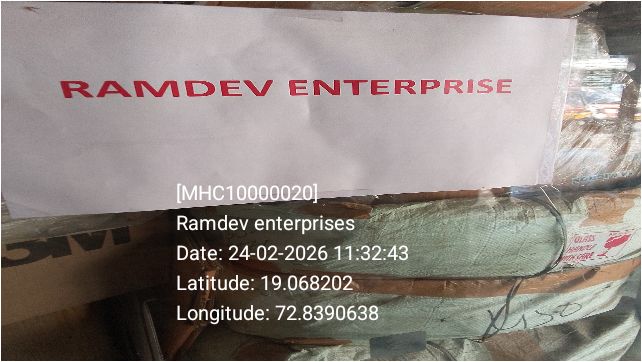 RAMDEV ENTERPRISE
[MHC10000020]
Ramdev enterprises
Date: 24-02-2026 11:32:43
Latitude: 19.068202
Longitude: 72.8390638